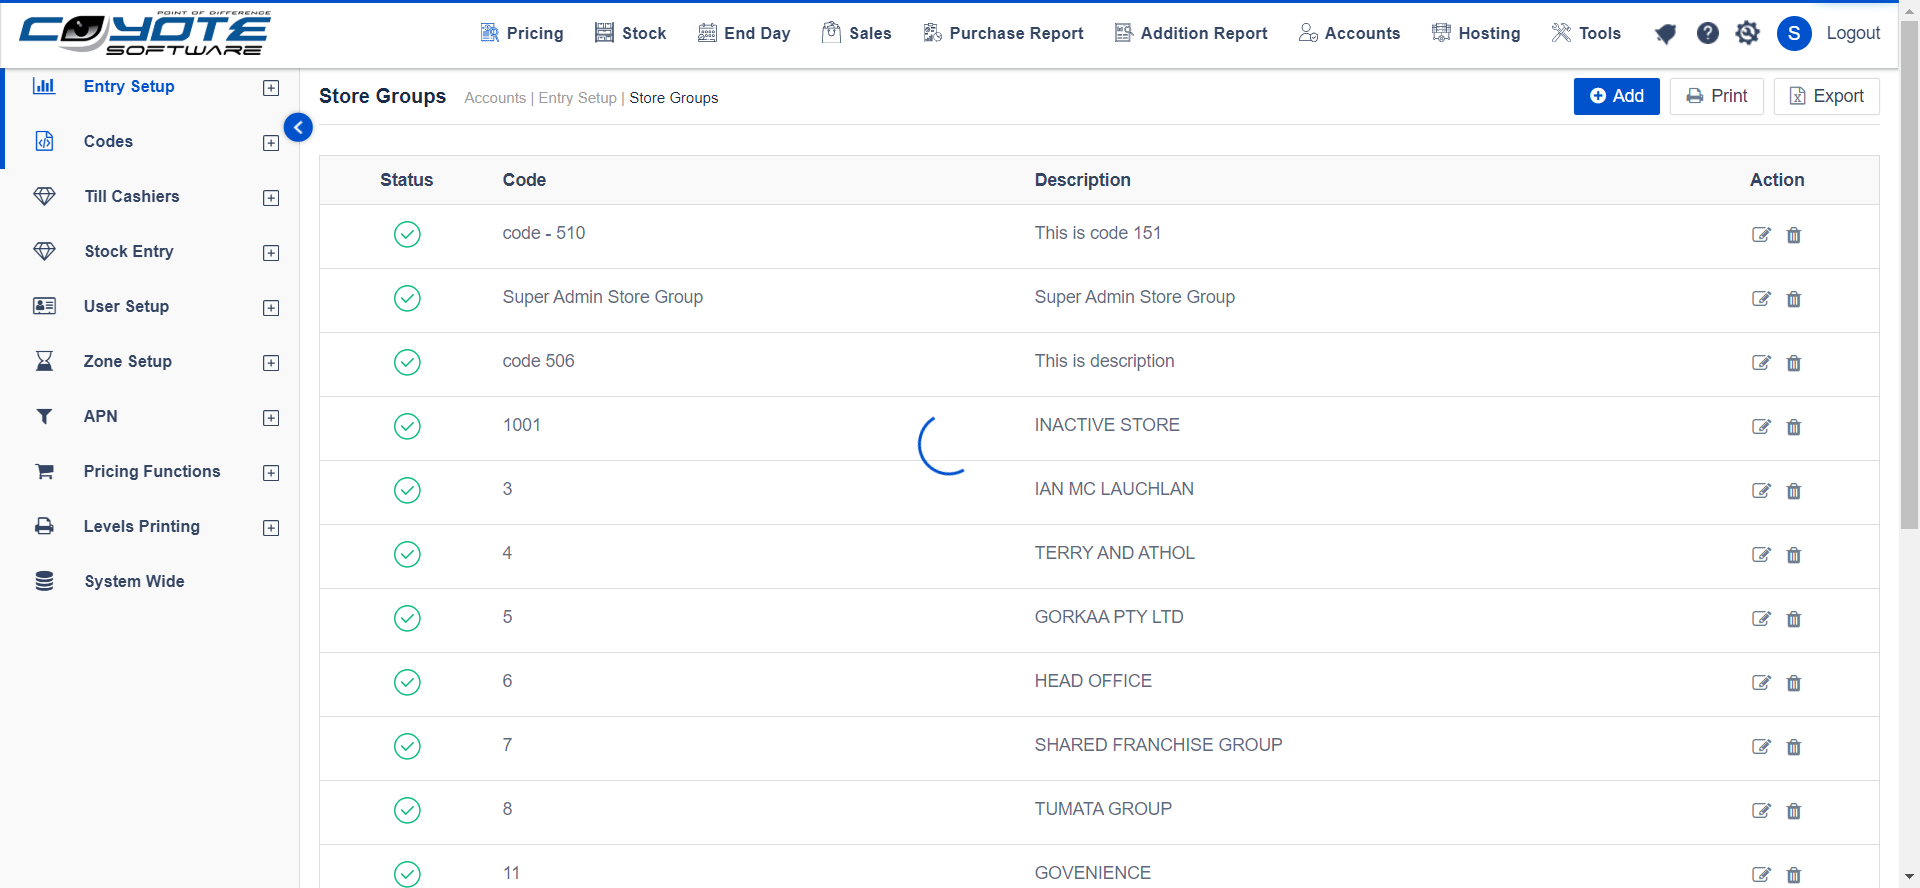 POINT OF DIFFERENCE
COYOTE
SOFTWARE
Pricing
Stock
End Day
Sales
Purchase Report
Addition Report
Accounts
Hosting
Tools
?
S
Logout
Entry Setup
Codes
Till Cashiers
Stock Entry
User Setup
Zone Setup
APN
Pricing Functions
Levels Printing
System Wide
Store Groups
Accounts | Entry Setup | Store Groups
Add
Print
Export
Status Code Description Action
code - 510 This is code 151
Super Admin Store Group Super Admin Store Group
code 506 This is description
1001 INACTIVE STORE
3 IAN MC LAUCHLAN
4 TERRY AND ATHOL
5 GORKAA PTY LTD
6 HEAD OFFICE
7 SHARED FRANCHISE GROUP
8 TUMATA GROUP
11 GOVENIENCE